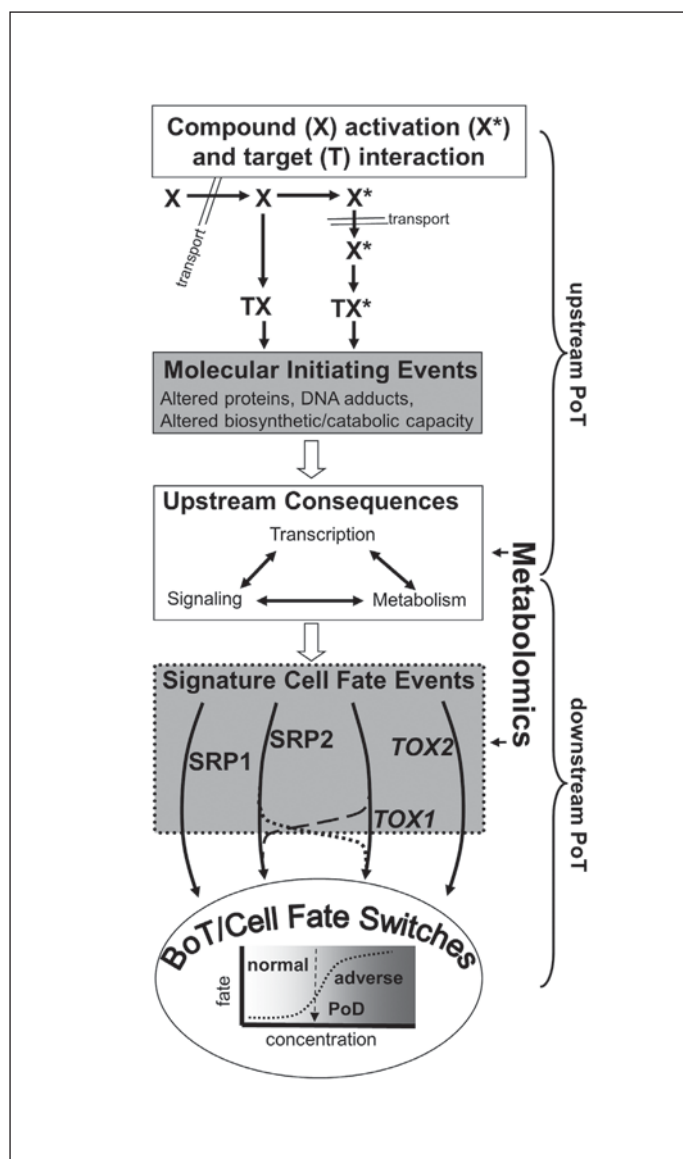 Compound (X) activation (X*)
and target (T) interaction
X X X*
transport
transport
X*
TX TX*
upstream PoT
Molecular Initiating Events
Altered proteins, DNA adducts,
Altered biosynthetic/catabolic capacity
Upstream Consequences
Transcription
Signaling Metabolism
Metabolomics
Signature Cell Fate Events
SRP1 SRP2 TOX2
TOX1
downstream PoT
BoT/Cell Fate Switches
normal
adverse
fate
PoD
concentration